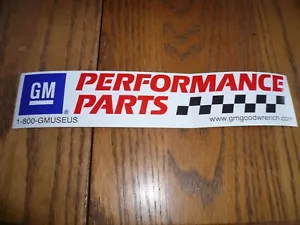 GM ®
PERFORMANCE
PARTS
1-800-GMUSEUS
www.gmgoodwrench.com